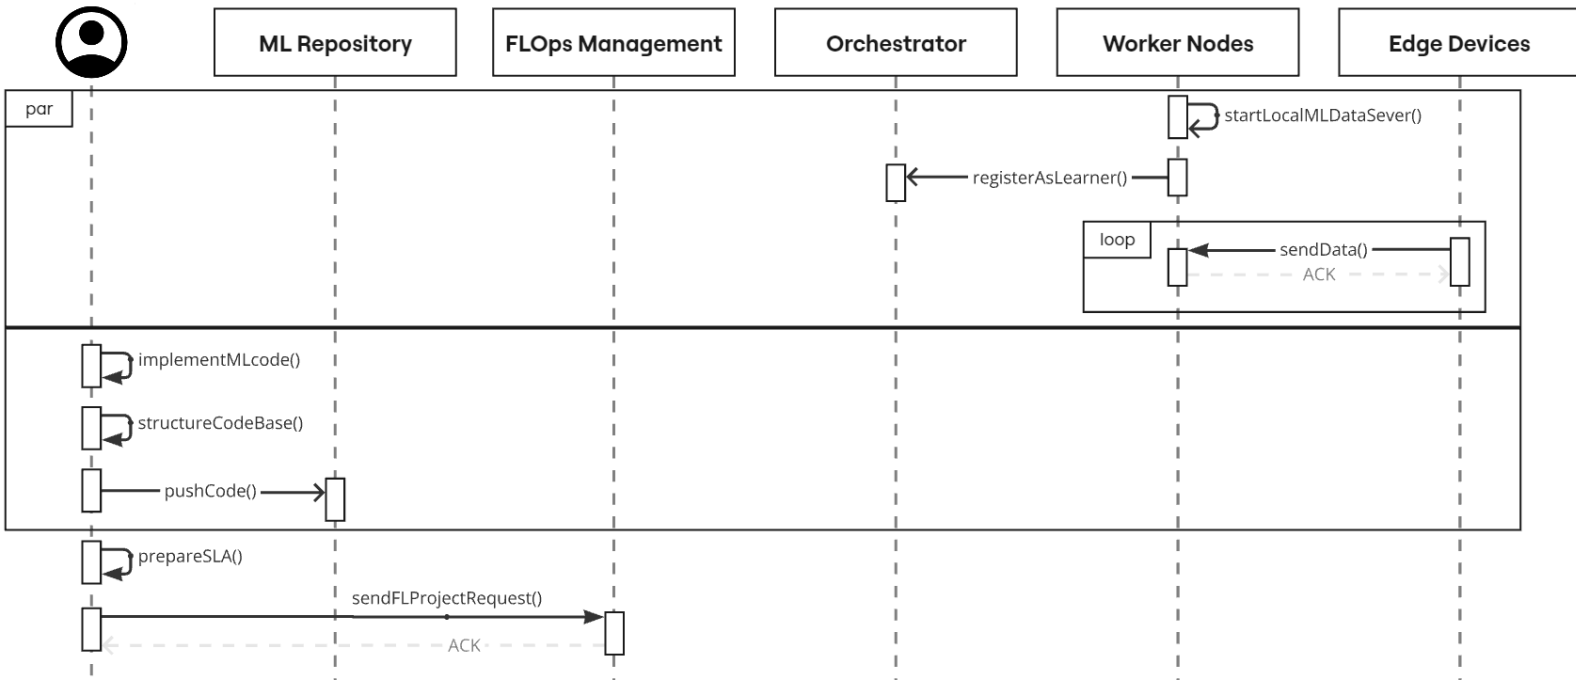 ML Repository
FLOps Management
Orchestrator
Worker Nodes
Edge Devices
par
startLocalMLDataSever()
registerAsLearner()
loop
sendData()
ACK
implementMLcode()
structureCodeBase()
pushCode()
prepareSLA()
sendFLProjectRequest()
ACK